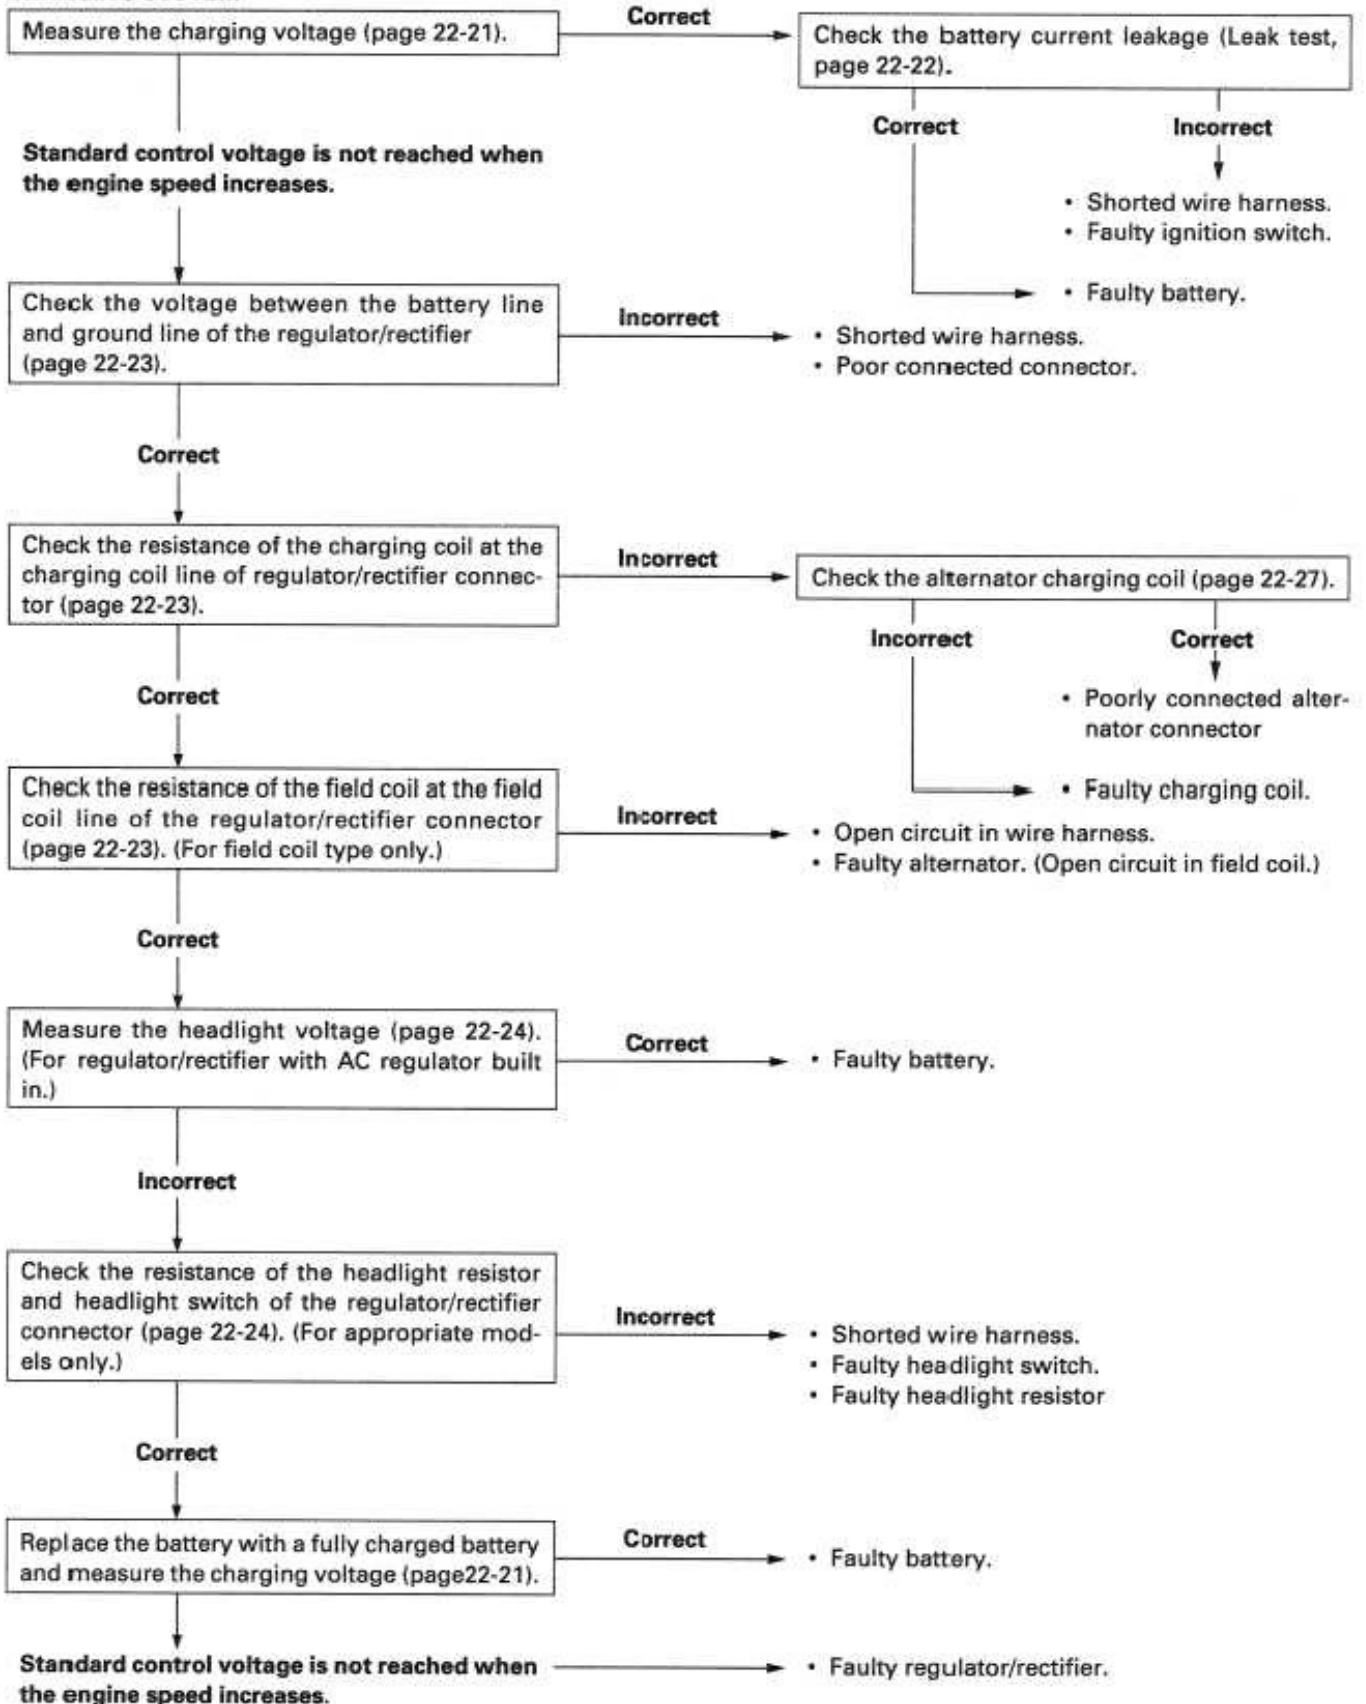 Measure the charging voltage (page 22-21).
Correct
Check the battery current leakage (Leak test,
page 22-22).
Correct
Incorrect
Standard control voltage is not reached when
the engine speed increases.
• Shorted wire harness.
• Faulty ignition switch.
• Faulty battery.
Check the voltage between the battery line
and ground line of the regulator/rectifier
(page 22-23).
Incorrect
• Shorted wire harness.
• Poor connected connector.
Correct
Check the resistance of the charging coil at the
charging coil line of regulator/rectifier connec-
tor (page 22-23).
Incorrect
Check the alternator charging coil (page 22-27).
Incorrect
Correct
• Poorly connected alter-
nator connector
• Faulty charging coil.
Correct
Check the resistance of the field coil at the field
coil line of the regulator/rectifier connector
(page 22-23). (For field coil type only.)
Incorrect
• Open circuit in wire harness.
• Faulty alternator. (Open circuit in field coil.)
Correct
Measure the headlight voltage (page 22-24).
(For regulator/rectifier with AC regulator built
in.)
Correct
• Faulty battery.
Incorrect
Check the resistance of the headlight resistor
and headlight switch of the regulator/rectifier
connector (page 22-24). (For appropriate mod-
els only.)
Incorrect
• Shorted wire harness.
• Faulty headlight switch.
• Faulty headlight resistor
Correct
Replace the battery with a fully charged battery
and measure the charging voltage (page22-21).
Correct
• Faulty battery.
Standard control voltage is not reached when
the engine speed increases.
• Faulty regulator/rectifier.